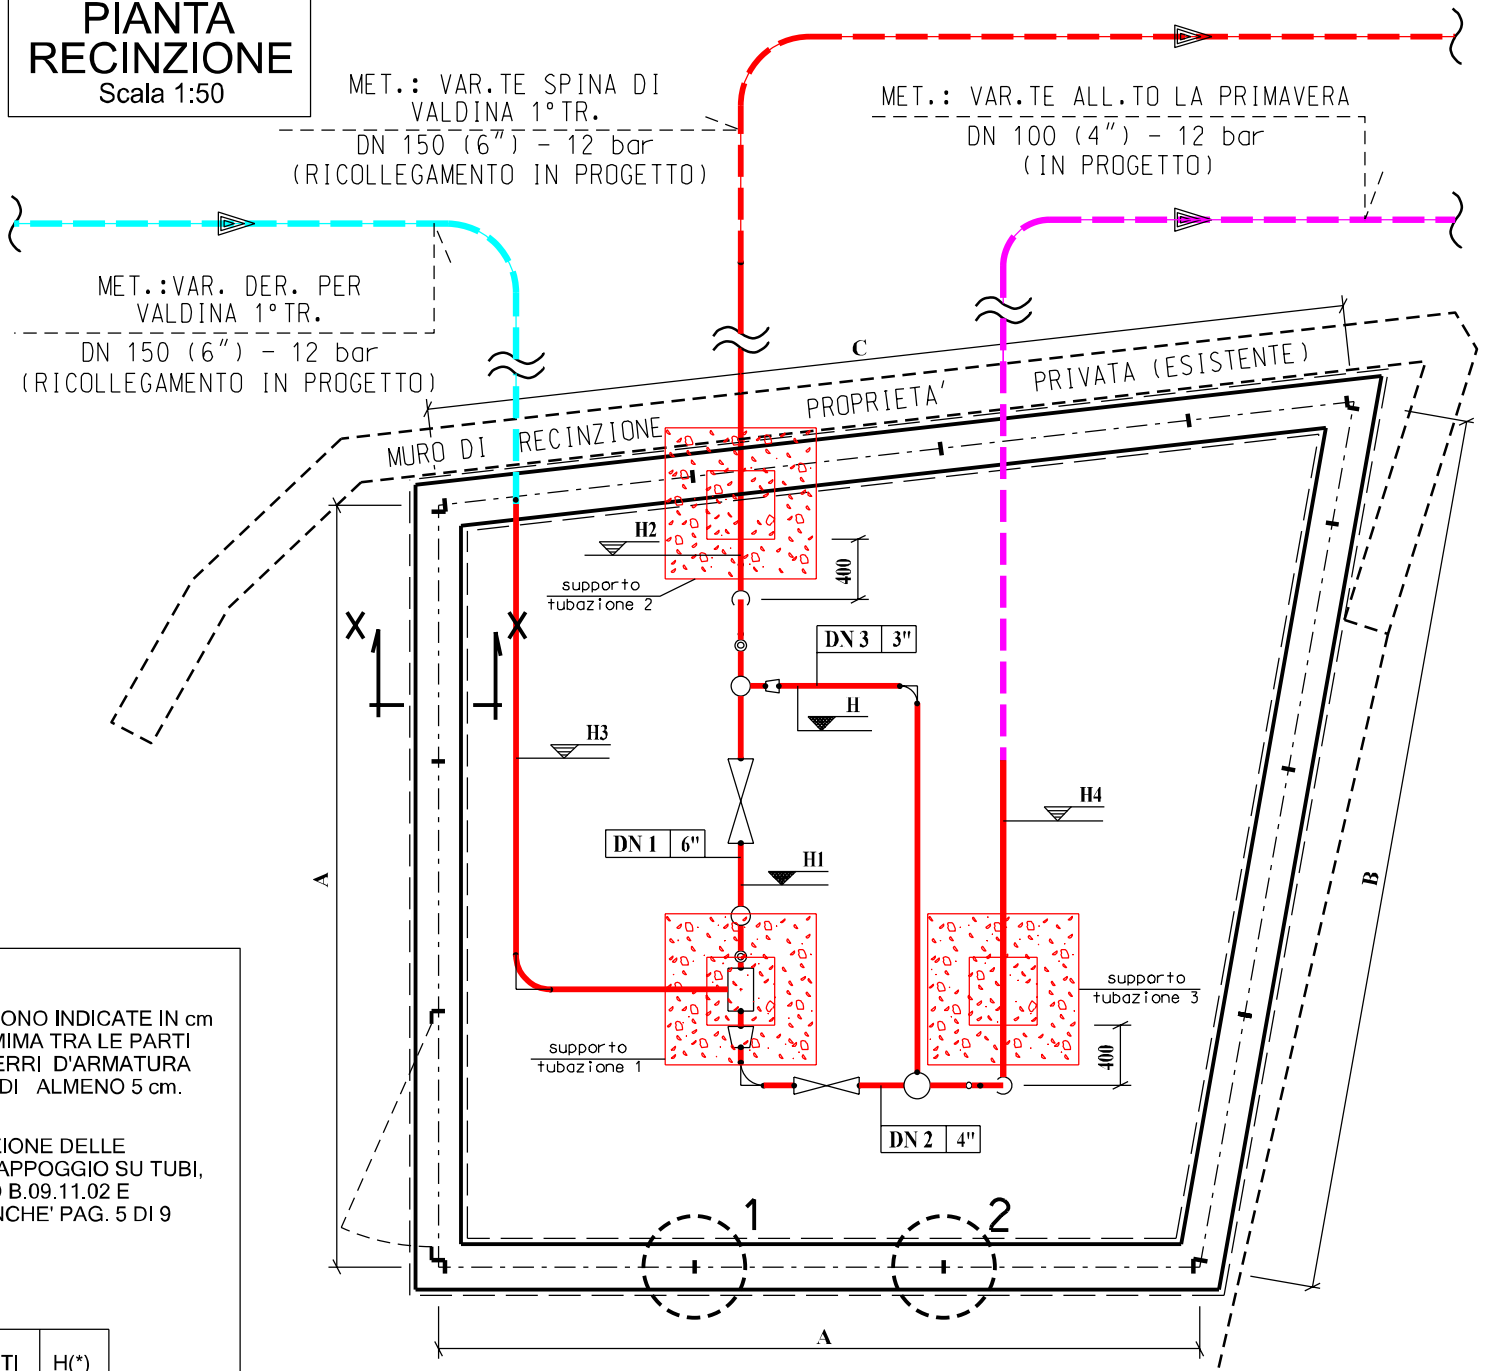 PIANTA
RECINZIONE
Scala 1:50
MET.: VAR.TE SPINA DI
VALDINA 1°TR.
DN 150 (6") - 12 bar
(RICOLLEGAMENTO IN PROGETTO)
MET.: VAR.TE ALL.TO LA PRIMAVERA
DN 100 (4") - 12 bar
(IN PROGETTO)
MET.:VAR. DER. PER
VALDINA 1°TR.
DN 150 (6") - 12 bar
(RICOLLEGAMENTO IN PROGETTO)
C
MURO DI RECINZIONE PROPRIETA' PRIVATA (ESISTENTE)
H2
400
supporto
tubazione 2
X X
DN 3 3"
H
H3
H4
DN 1 6"
H1
A
B
supporto
tubazione 3
400
supporto
tubazione 1
DN 2 4"
1 2
A
ONO INDICATE IN cm
MIMA TRA LE PARTI
ERRI D'ARMATURA
DI ALMENO 5 cm.
ZIONE DELLE
APPOGGIO SU TUBI,
B.09.11.02 E
NCHE' PAG. 5 DI 9
TI H(*)